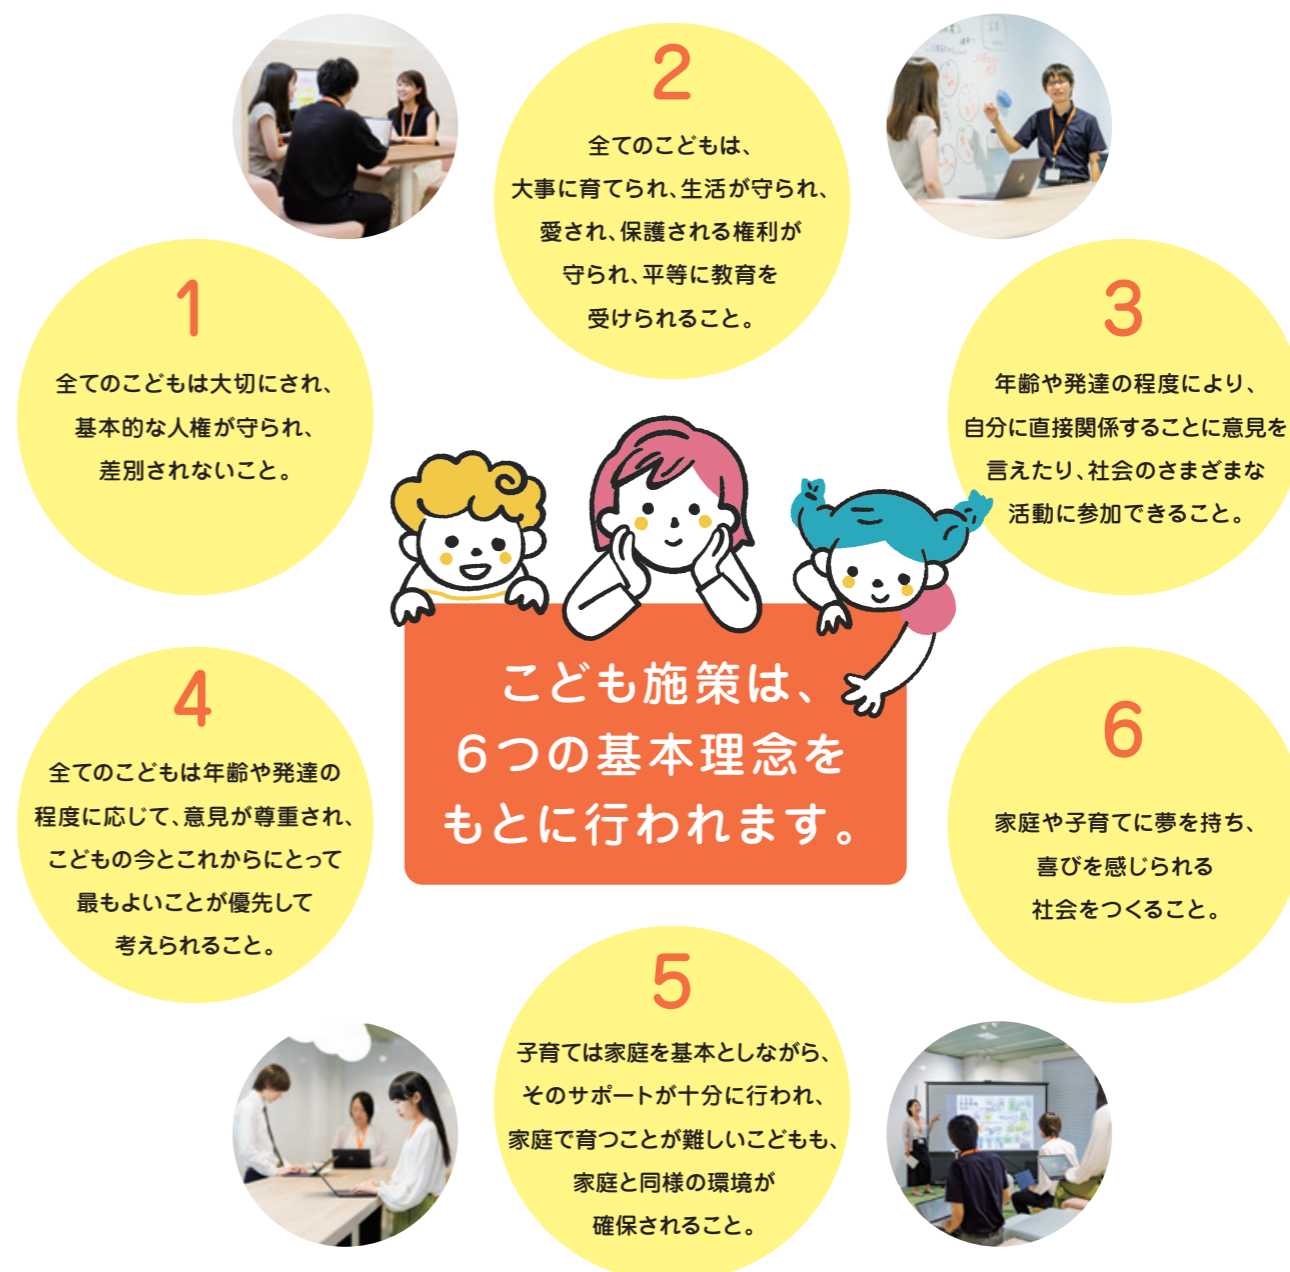 1
全てのこどもは大切にされ、
基本的な人権が守られ、
差別されないこと。
2
全てのこどもは、
大事に育てられ、生活が守られ、
愛され、保護される権利が
守られ、平等に教育を
受けられること。
3
年齢や発達の程度により、
自分に直接関係することに意見を
言えたり、社会のさまざまな
活動に参加できること。
こども施策は、
6つの基本理念を
もとに行われます。
4
全てのこどもは年齢や発達の
程度に応じて、意見が尊重され、
こどもの今とこれからにとって
最もよいことが優先して
考えられること。
5
子育ては家庭を基本としながら、
そのサポートが十分に行われ、
家庭で育つことが難しいこどもも、
家庭と同様の環境が
確保されること。
6
家庭や子育てに夢を持ち、
喜びを感じられる
社会をつくること。